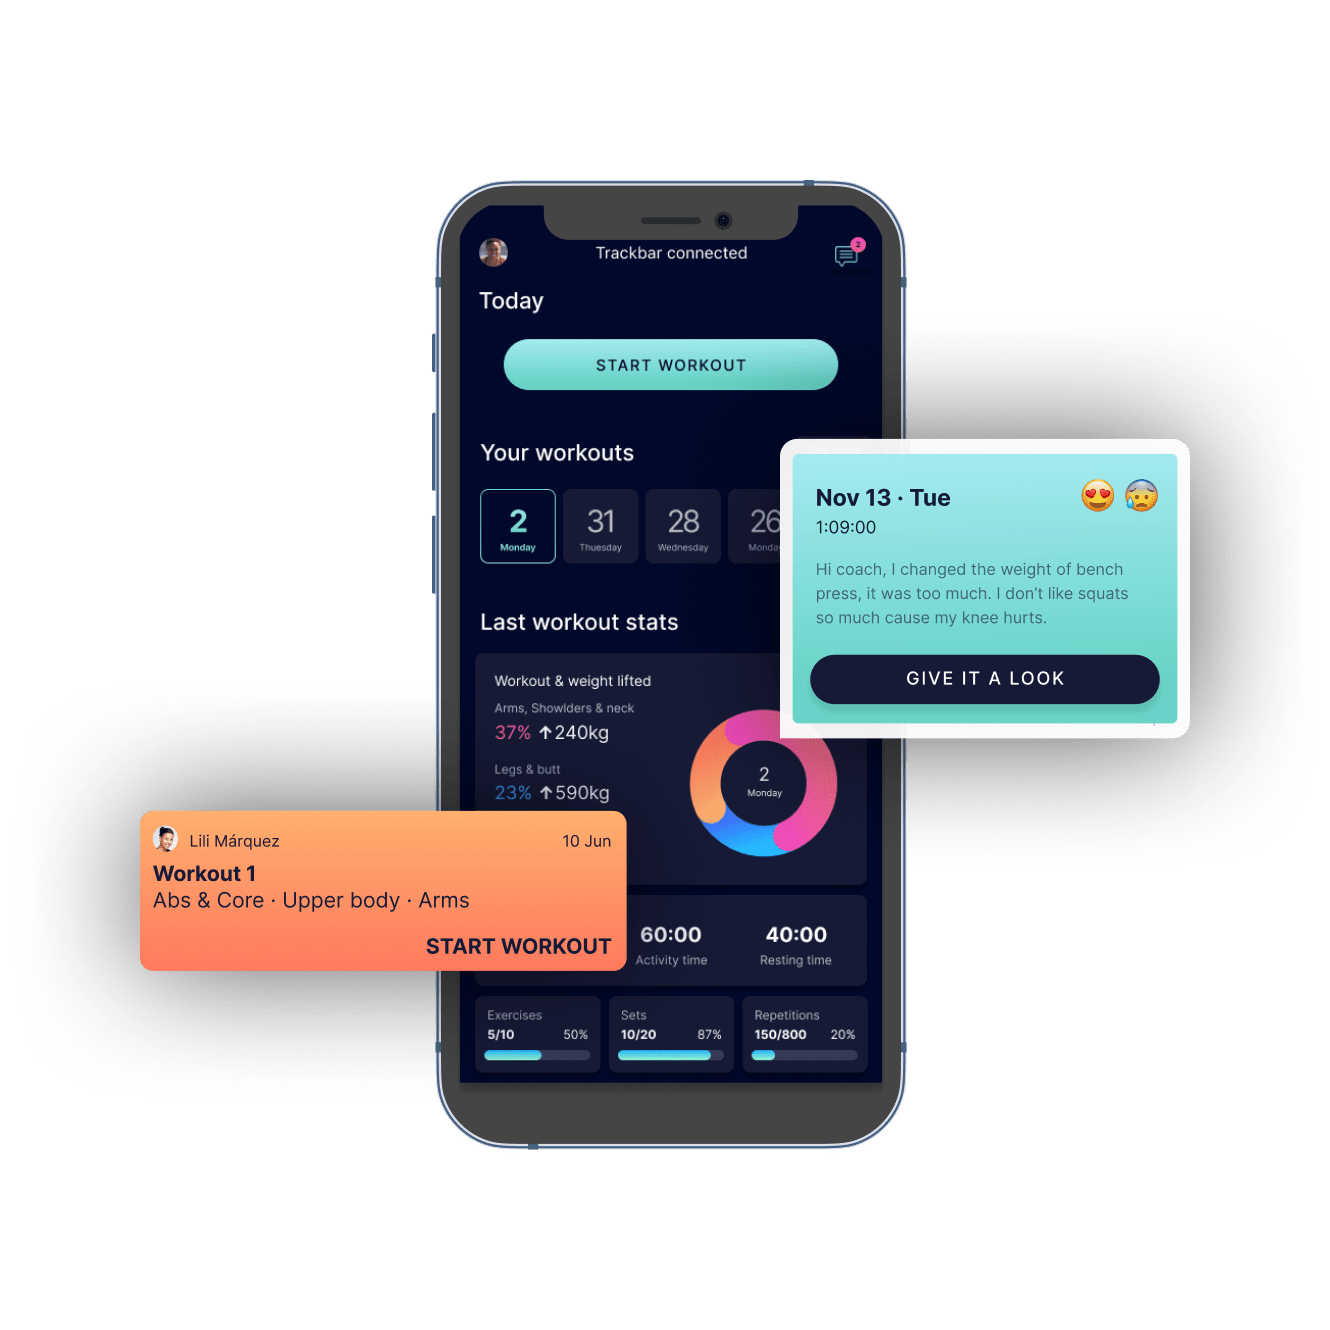 Trackbar connected
2
Today
START WORKOUT
Your workouts
2
Monday
31
Thuesday
28
Wednesday
26
Monday
Nov 13 · Tue
1:09:00
Hi coach, I changed the weight of bench
press, it was too much. I don't like squats
so much cause my knee hurts.
GIVE IT A LOOK
Last workout stats
Workout & weight lifted
Arms, Showlders & neck
37% ↑240kg
Legs & butt
23% ↑590kg
2
Monday
Lili Márquez
10 Jun
Workout 1
Abs & Core · Upper body · Arms
START WORKOUT
60:00
Activity time
40:00
Resting time
Exercises
5/10 50%
Sets
10/20 87%
Repetitions
150/800 20%